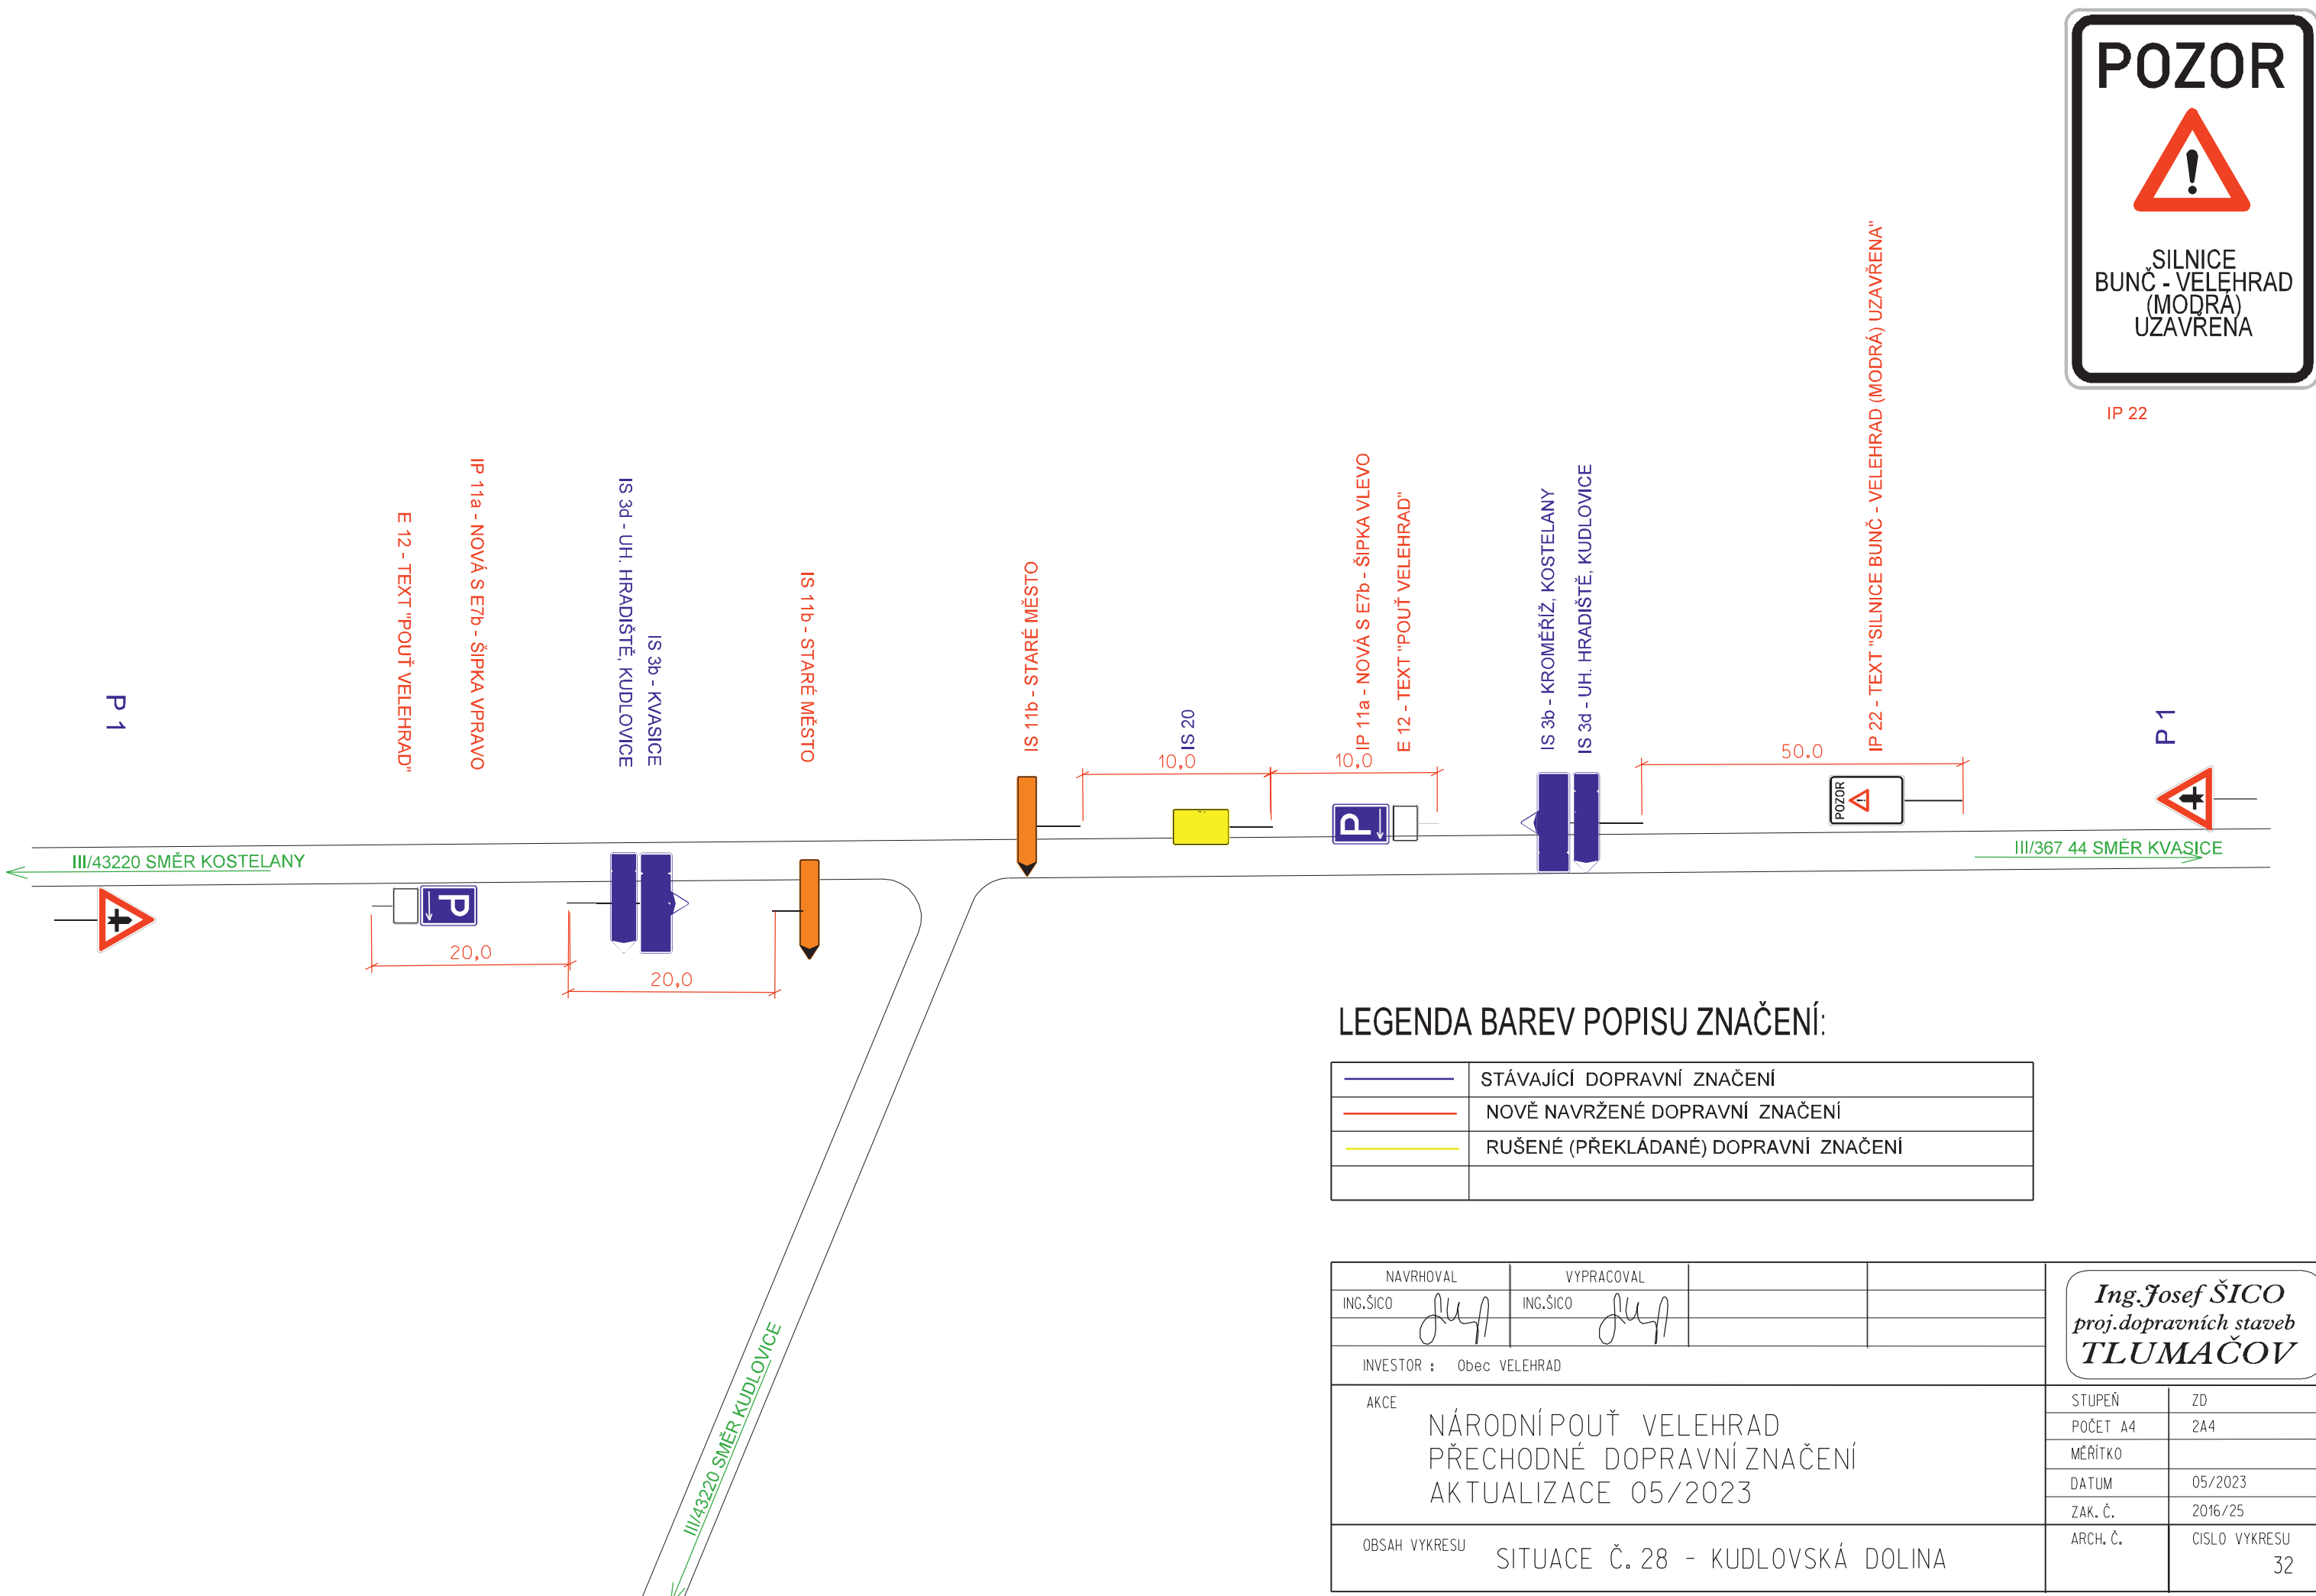 POZOR
SILNICE
BUNČ - VELEHRAD
(MODRÁ)
UZAVŘENA
IP 22
P 1
E 12 - TEXT "POUŤ VELEHRAD"
IP 11a - NOVÁ S E7b - ŠIPKA VPRAVO
IS 3d - UH. HRADIŠTĚ, KUDLOVICE
IS 3b - KVASICE
IS 11b - STARÉ MĚSTO
IS 11b - STARÉ MĚSTO
IS 20
IP 11a - NOVÁ S E7b - ŠIPKA VLEVO
E 12 - TEXT "POUŤ VELEHRAD"
IS 3b - KROMĚŘÍŽ, KOSTELANY
IS 3d - UH. HRADIŠTĚ, KUDLOVICE
IP 22 - TEXT "SILNICE BUNČ - VELEHRAD (MODRÁ) UZAVŘENA"
P 1
10,0
10,0
50.0
P
POZOR
III/43220 SMĚR KOSTELANY
III/367 44 SMĚR KVASICE
P
20,0
20,0
III/43220 SMĚR KUDLOVICE
LEGENDA BAREV POPISU ZNAČENÍ:
STÁVAJÍCÍ DOPRAVNÍ ZNAČENÍ
NOVĚ NAVRŽENÉ DOPRAVNÍ ZNAČENÍ
RUŠENÉ (PŘEKLÁDANÉ) DOPRAVNÍ ZNAČENÍ
NAVRHOVAL
VYPRACOVAL
ING.ŠICO
ING.ŠICO
INVESTOR : Obec VELEHRAD
Ing.Josef ŠICO
proj.dopravních staveb
TLUMAČOV
AKCE
NÁRODNÍ POUŤ VELEHRAD
PŘECHODNÉ DOPRAVNÍ ZNAČENÍ
AKTUALIZACE 05/2023
STUPEŇ ZD
POČET A4 2A4
MĚŘÍTKO
DATUM 05/2023
ZAK. Č. 2016/25
OBSAH VYKRESU SITUACE Č. 28 - KUDLOVSKÁ DOLINA
ARCH. Č. CISLO VYKRESU
32